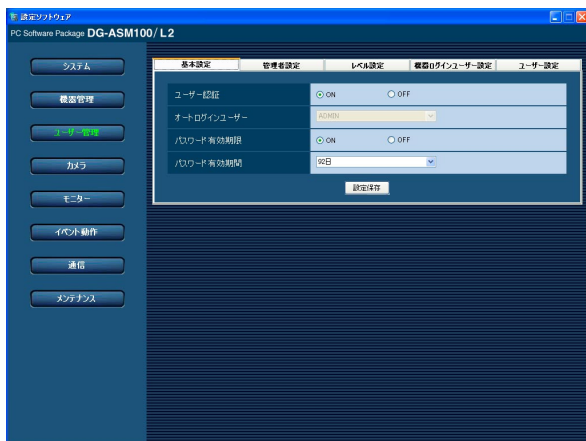 設定ソフトウェア
PC Software Package DG-ASM100/L2
システム
機器管理
ユーザー管理
カメラ
モニター
イベント動作
通信
メンテナンス
基本設定 管理者設定 レベル設定 機器ログインユーザー設定 ユーザー設定
ユーザー認証 ON OFF
オートログインユーザー ADMIN
パスワード有効期限 ON OFF
パスワード有効期間 92日
設定保存